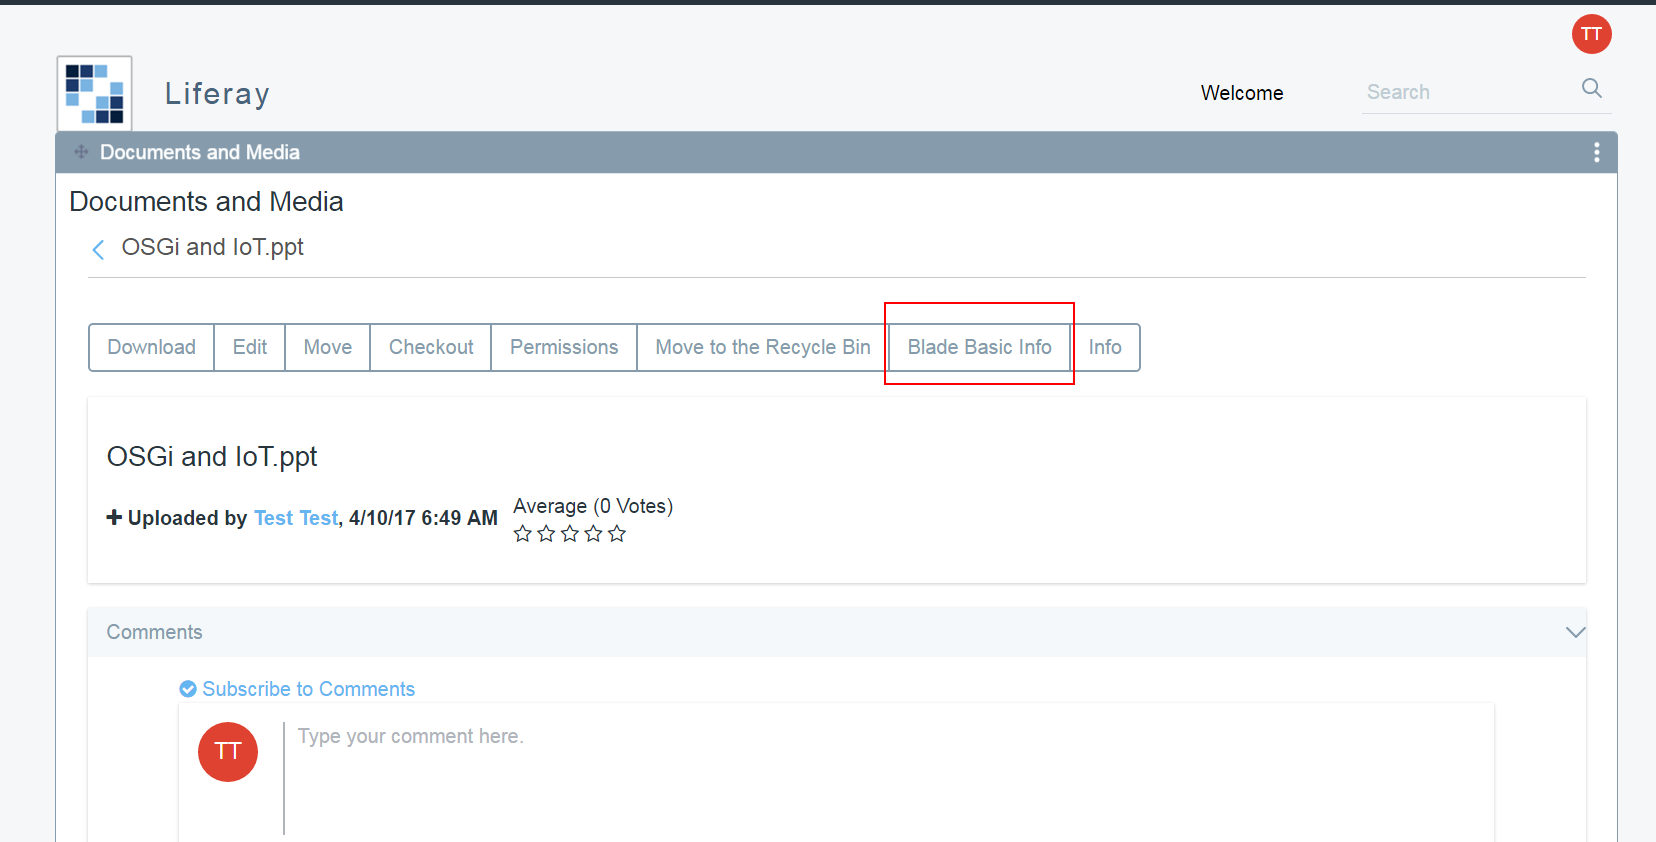 TT
Liferay
Welcome
Search
Documents and Media
Documents and Media
OSGi and IoT.ppt
Download Edit Move Checkout Permissions Move to the Recycle Bin Blade Basic Info Info
OSGi and IoT.ppt
Uploaded by Test Test, 4/10/17 6:49 AM
Average (0 Votes)
Comments
Subscribe to Comments
TT
Type your comment here.